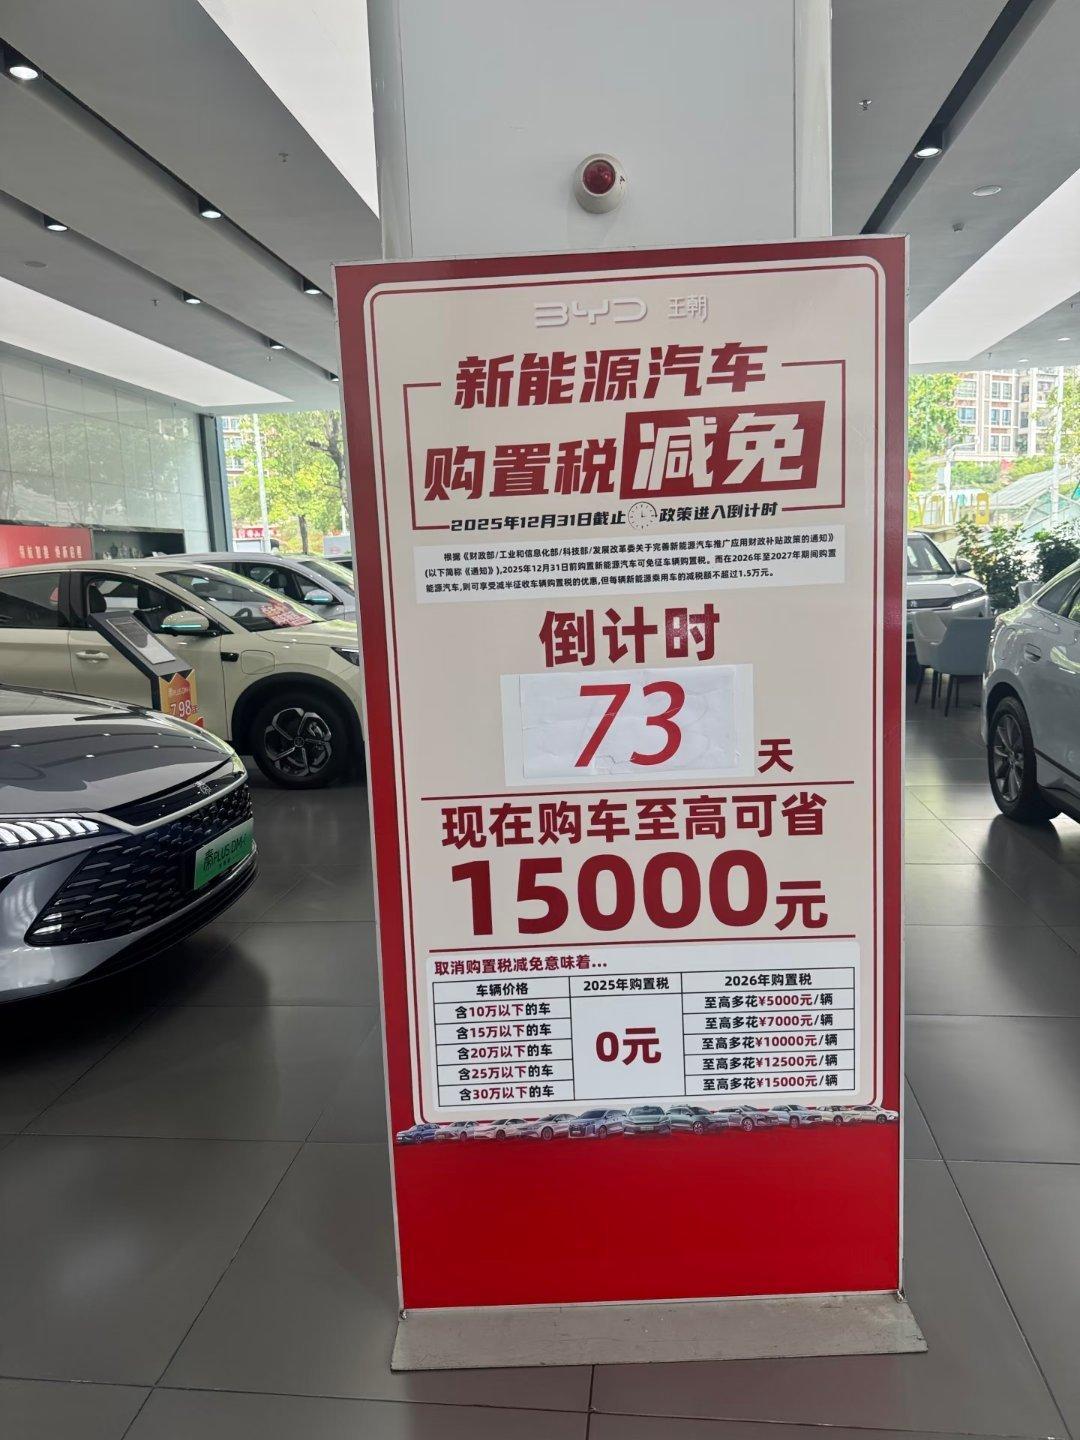 BYD 王朝
新能源汽车
购置税减免
2025年12月31日截止 政策进入倒计时
根据《财政部/工业和信息化部/科技部/发展改革委关于完善新能源汽车推广应用财政补贴政策的通知》
(以下简称《通知》),2025年12月31日前购置新能源汽车可免征车辆购置税。而在2026年至2027年期间购置
能源汽车,则可享受减半征收车辆购置税的优惠,但每辆新能源乘用车的减税额不超过1.5万元。
倒计时
73
天
现在购车至高可省
15000元
取消购置税减免意味着...
车辆价格 2025年购置税 2026年购置税
含10万以下的车 至高多花¥5000元/辆
含15万以下的车 至高多花¥7000元/辆
含20万以下的车 0元 至高多花¥10000元/辆
含25万以下的车 至高多花¥12500元/辆
含30万以下的车 至高多花¥15000元/辆
秦PLUS DM-i
7.98